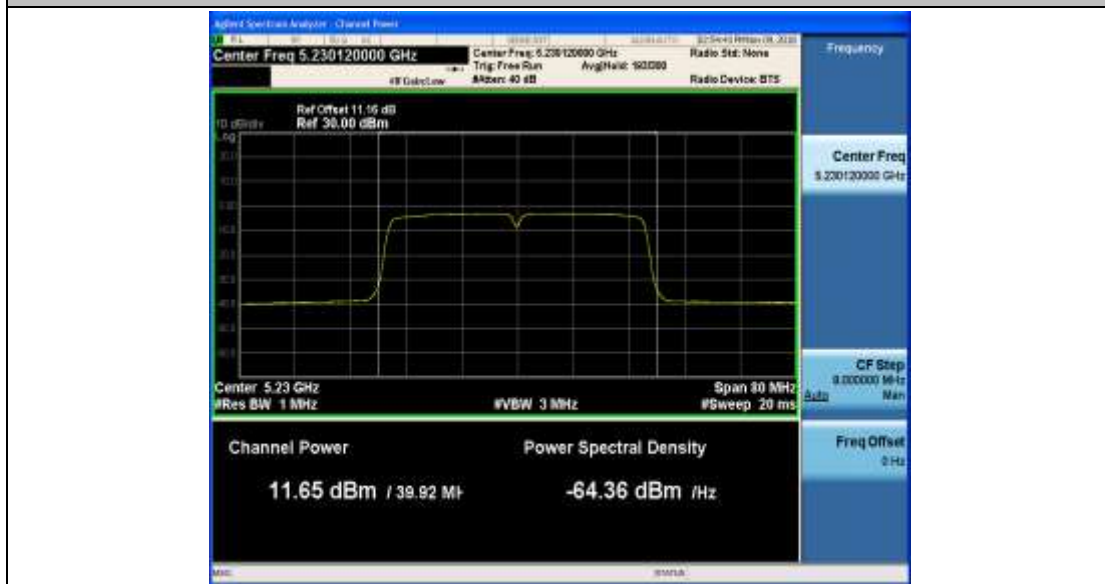 Agilent Spectrum Analyzer - Channel Power
Center Freq 5.230120000 GHz
Center Freq: 5.230120000 GHz
Radio Std: None
Trig: Free Run
#IFGain:Low
#Atten: 40 dB
Radio Device: BTS
Ref Offset 11.16 dB
10 dB/div
Ref 30.00 dBm
Log
Center 5.23 GHz
Span 80 MHz
#Res BW 1 MHz
#VBW 3 MHz
#Sweep 20 ms
Channel Power
Power Spectral Density
11.65 dBm / 39.92 MH
-64.36 dBm /Hz
Frequency
Center Freq
5.230120000 GHz
CF Step
8.000000 MHz
Auto Man
Freq Offset
0 Hz
MSG
STATUS